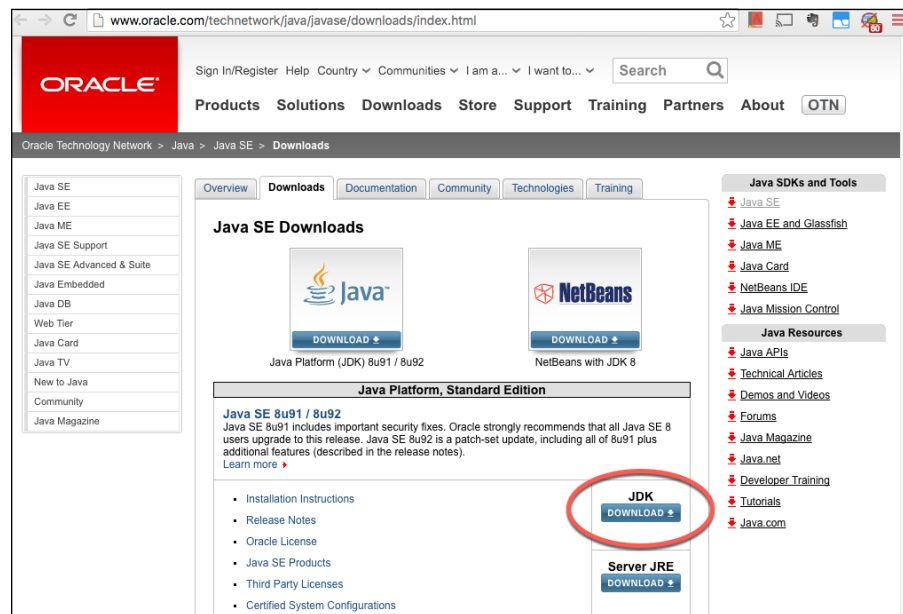 www.oracle.com/technetwork/java/javase/downloads/index.html
60
ORACLE
Sign In/Register Help Country Communities I am a... I want to... Search
Products Solutions Downloads Store Support Training Partners About OTN
Oracle Technology Network > Java > Java SE > Downloads
Java SE
Java EE
Java ME
Java SE Support
Java SE Advanced & Suite
Java Embedded
Java DB
Web Tier
Java Card
Java TV
New to Java
Community
Java Magazine
Overview Downloads Documentation Community Technologies Training
Java SE Downloads
Java
DOWNLOAD
Java Platform (JDK) 8u91 / 8u92
NetBeans
DOWNLOAD
NetBeans with JDK 8
Java Platform, Standard Edition
Java SE 8u91 / 8u92
Java SE 8u91 includes important security fixes. Oracle strongly recommends that all Java SE 8
users upgrade to this release. Java SE 8u92 is a patch-set update, including all of 8u91 plus
additional features (described in the release notes).
Learn more
Installation Instructions
Release Notes
Oracle License
Java SE Products
Third Party Licenses
Certified System Configurations
JDK
DOWNLOAD
Server JRE
DOWNLOAD
Java SDKs and Tools
Java SE
Java EE and Glassfish
Java ME
Java Card
NetBeans IDE
Java Mission Control
Java Resources
Java APIs
Technical Articles
Demos and Videos
Forums
Java Magazine
Java.net
Developer Training
Tutorials
Java.com